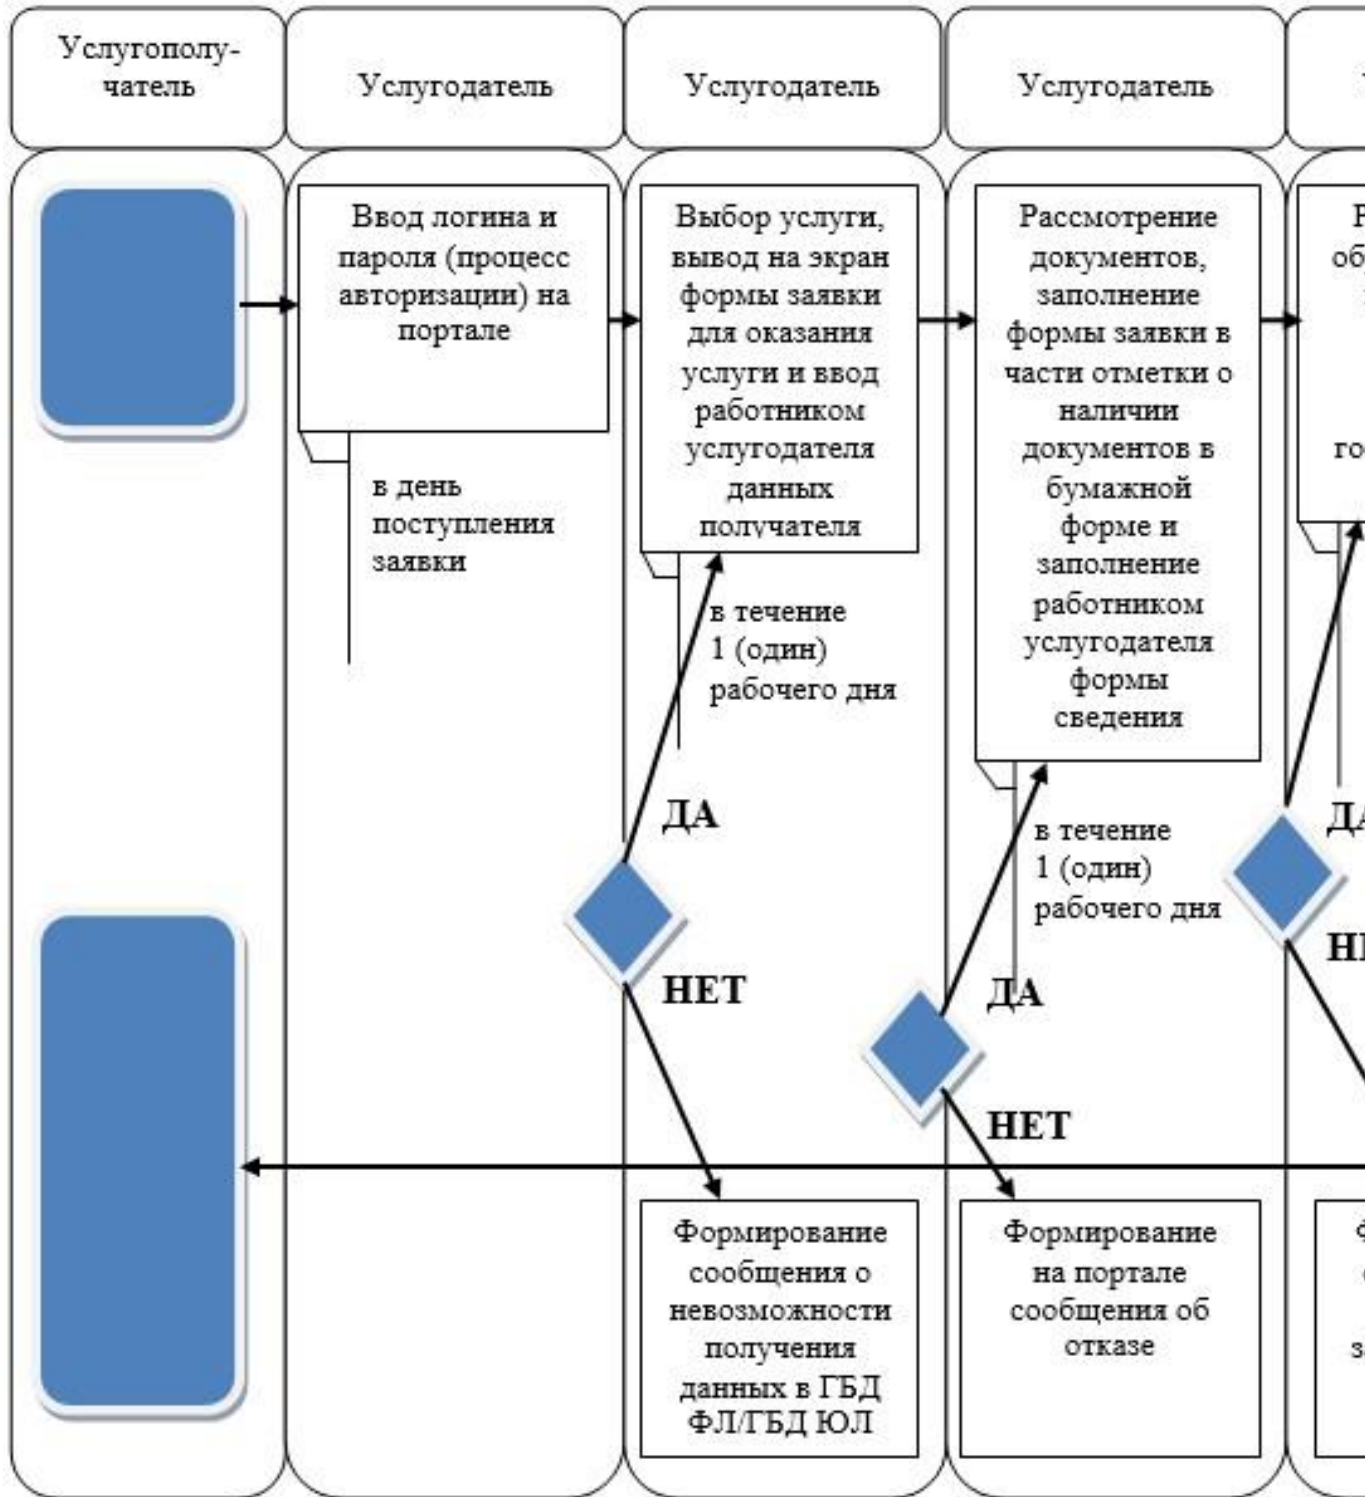 Услугополу-
чатель
Услугодатель
Услугодатель
Услугодатель
Ввод логина и
пароля (процесс
авторизации) на
портале
в день
поступления
заявки
Выбор услуги,
вывод на экран
формы заявки
для оказания
услуги и ввод
работником
услугодателя
данных
получателя
в течение
1 (один)
рабочего дня
ДА
НЕТ
Формирование
сообщения о
невозможности
получения
данных в ГБД
ФЛ/ГБД ЮЛ
Рассмотрение
документов,
заполнение
формы заявки в
части отметки о
наличии
документов в
бумажной
форме и
заполнение
работником
услугодателя
формы
сведения
в течение
1 (один)
рабочего дня
ДА
НЕТ
Формирование
на портале
сообщения об
отказе